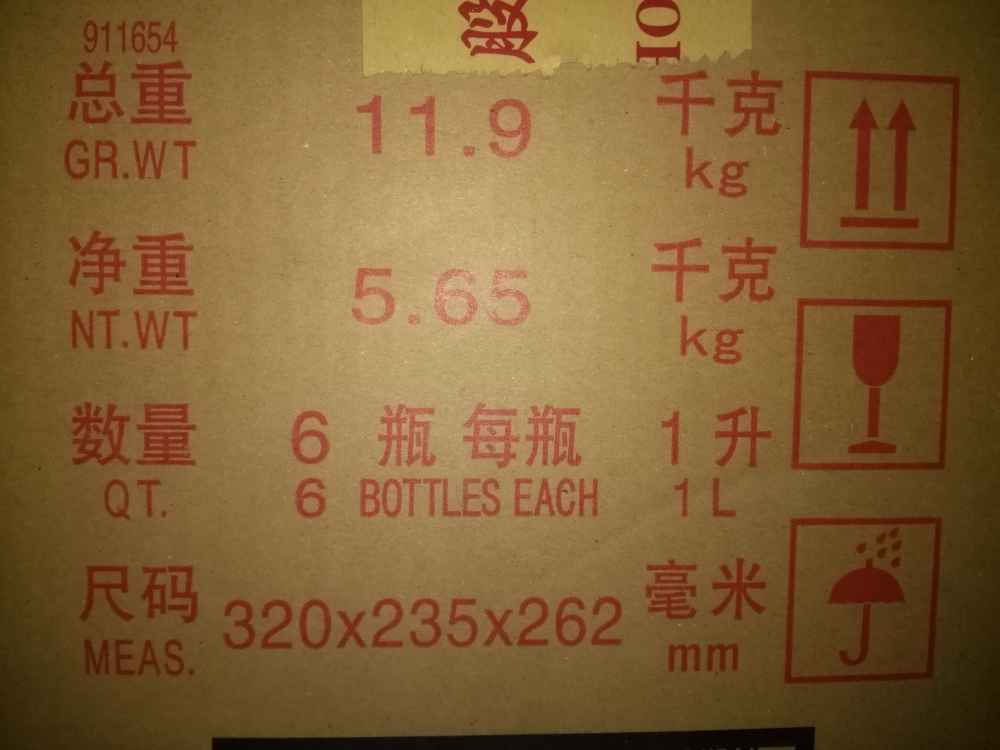 股
HO
911654
总重 11.9 千克
GR.WT kg
净重 5.65 千克
NT.WT kg
数量 6 瓶 每瓶 1 升
QT. 6 BOTTLES EACH 1 L
尺码 320x235x262 毫米
MEAS. mm